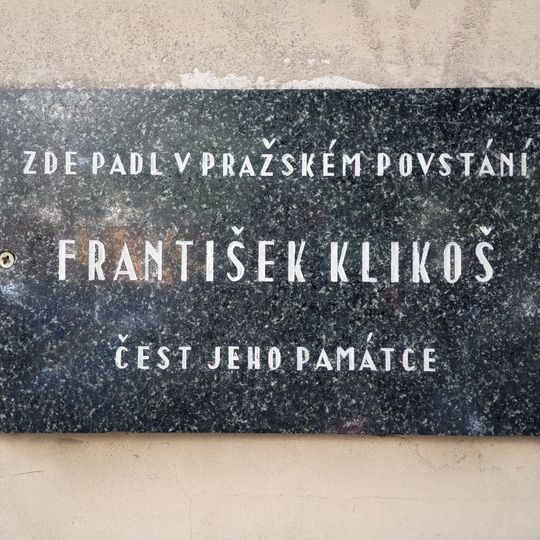 ZDE PADL V PRAŽSKÉM POVSTÁNÍ
FRANTIŠEK KLIKOŠ
ČEST JEHO PAMÁTCE